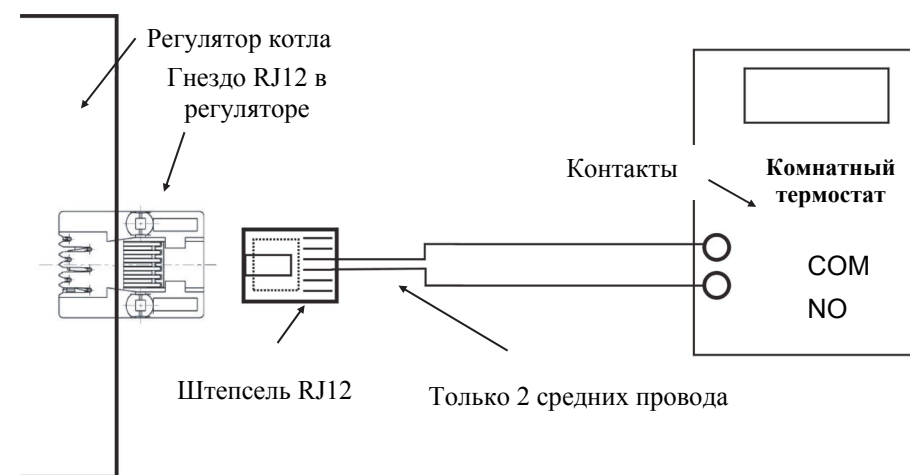 Регулятор котла
Гнездо RJ12 в
регуляторе
Контакты
Комнатный
термостат
COM
NO
Штепсель RJ12
Только 2 средних провода